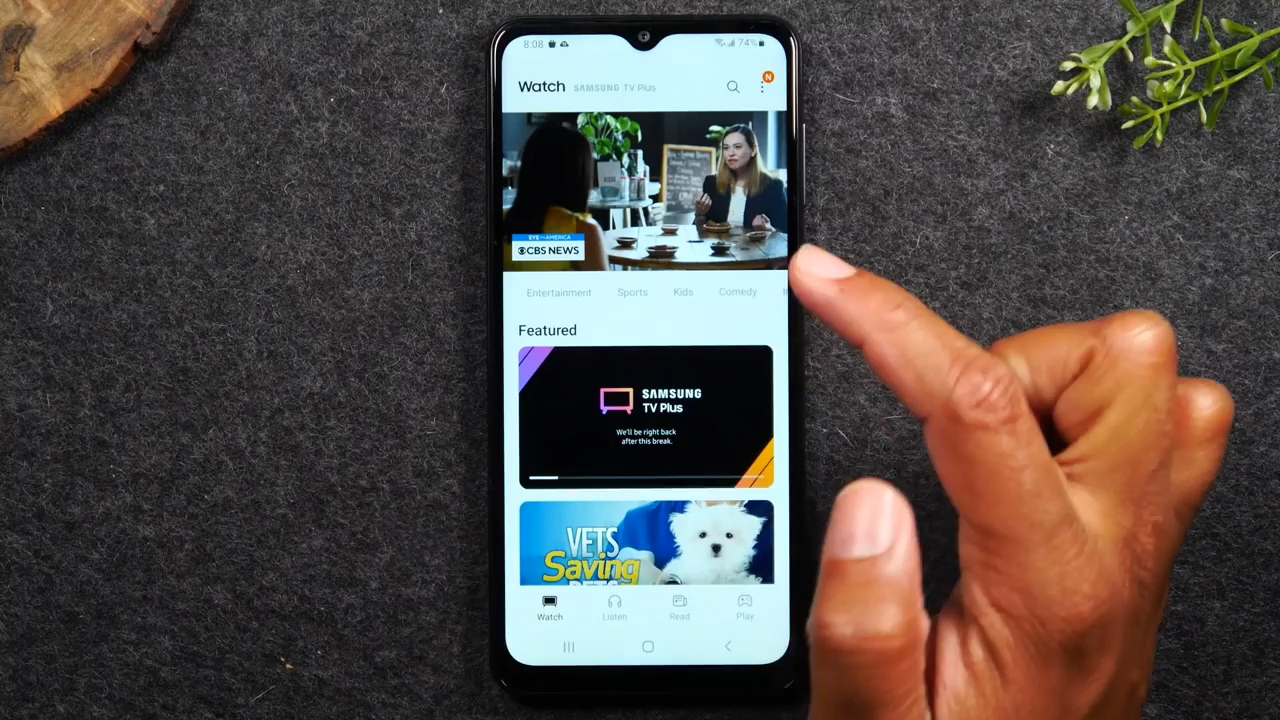 8:08
74%
Watch SAMSUNG TV Plus
N
EYE ON AMERICA
CBS NEWS
Entertainment Sports Kids Comedy
Featured
SAMSUNG
TV Plus
We'll be right back
after this break.
VETS
Saving
PETS
Watch Listen Read Play